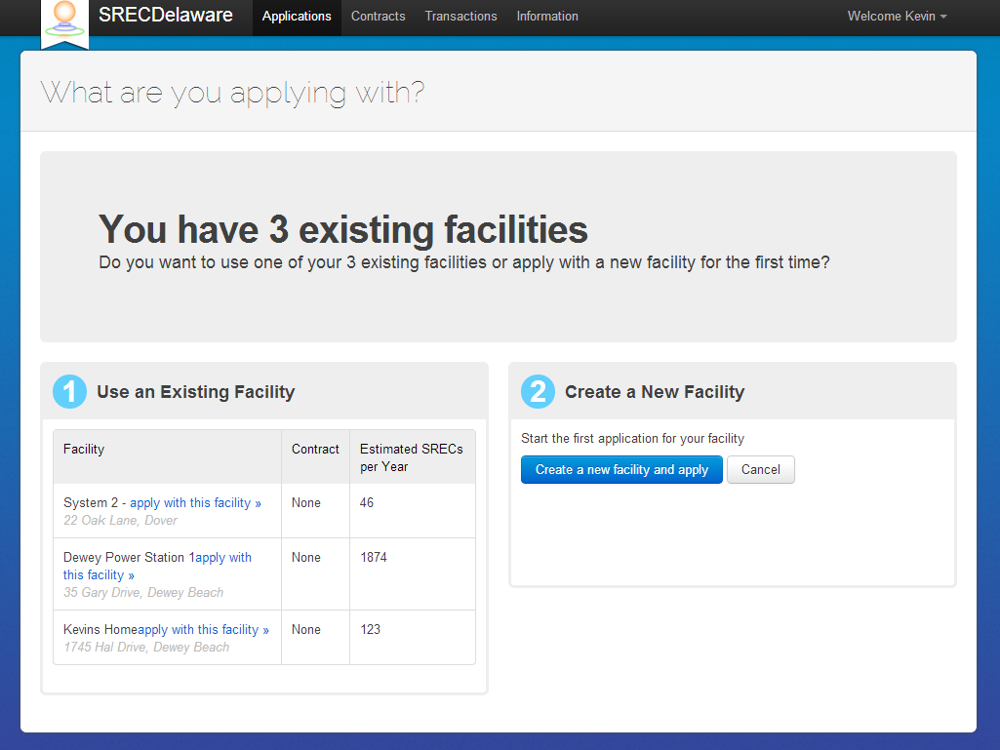 SRECDelaware
Applications
Contracts
Transactions
Information
Welcome Kevin
What are you applying with?
You have 3 existing facilities
Do you want to use one of your 3 existing facilities or apply with a new facility for the first time?
1 Use an Existing Facility
Facility
Contract
Estimated SRECs
per Year
System 2 - apply with this facility »
22 Oak Lane, Dover
None
46
Dewey Power Station 1apply with
this facility »
35 Gary Drive, Dewey Beach
None
1874
Kevins Homeapply with this facility »
1745 Hal Drive, Dewey Beach
None
123
2 Create a New Facility
Start the first application for your facility
Create a new facility and apply
Cancel